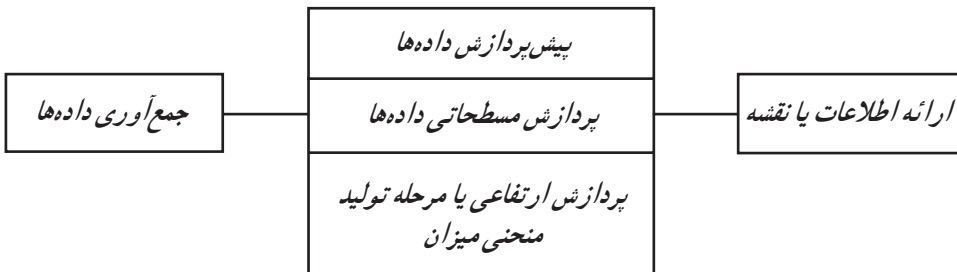 پیش‌پردازش داده‌ها
جمع‌آوری داده‌ها
پردازش مسطحاتی داده‌ها
ارائه اطلاعات یا نقشه
پردازش ارتفاعی یا مرحله تولید
منحنی میزان